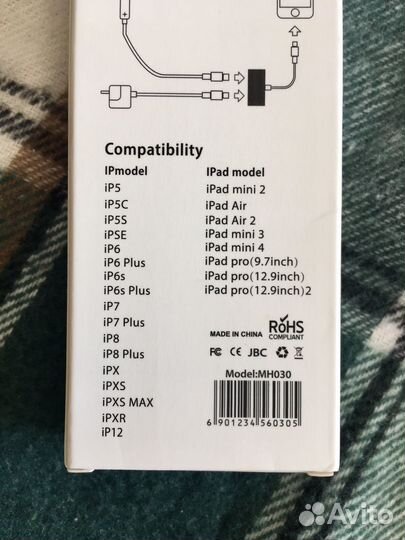 Compatibility
IPmodel
iP5
iP5C
iP5S
iPSE
iP6
iP6 Plus
iP6s
iP6s Plus
iP7
iP7 Plus
iP8
iP8 Plus
iPX
iPXS
iPXS MAX
iPXR
iP12
IPad model
iPad mini 2
iPad Air
iPad Air 2
iPad mini 3
iPad mini 4
iPad pro(9.7inch)
iPad pro(12.9inch)
iPad pro(12.9inch)2
MADE IN CHINA
RoHS
COMPLIANT
FC CE JBC
Model:MH030
6 901234 560305
Avito